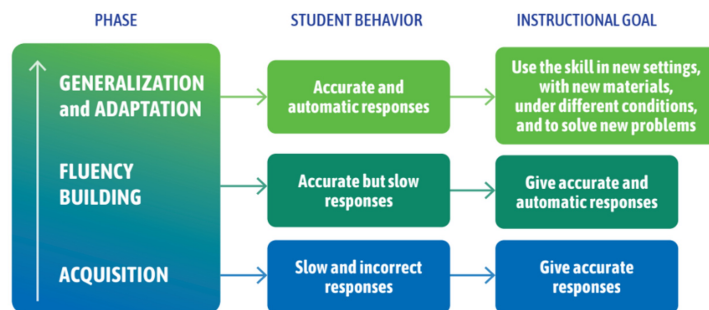 PHASE
STUDENT BEHAVIOR
INSTRUCTIONAL GOAL
GENERALIZATION
and ADAPTATION
Accurate and
automatic responses
Use the skill in new settings,
with new materials,
under different conditions,
and to solve new problems
FLUENCY
BUILDING
Accurate but slow
responses
Give accurate and
automatic responses
ACQUISITION
Slow and incorrect
responses
Give accurate
responses